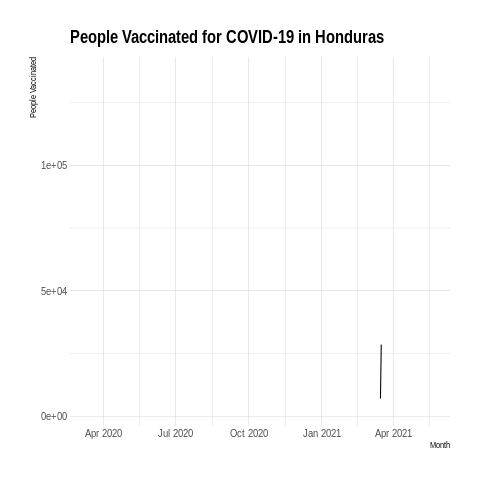 People Vaccinated for COVID-19 in Honduras
People Vaccinated
1e+05
5e+04
0e+00
Apr 2020 Jul 2020 Oct 2020 Jan 2021 Apr 2021
Month